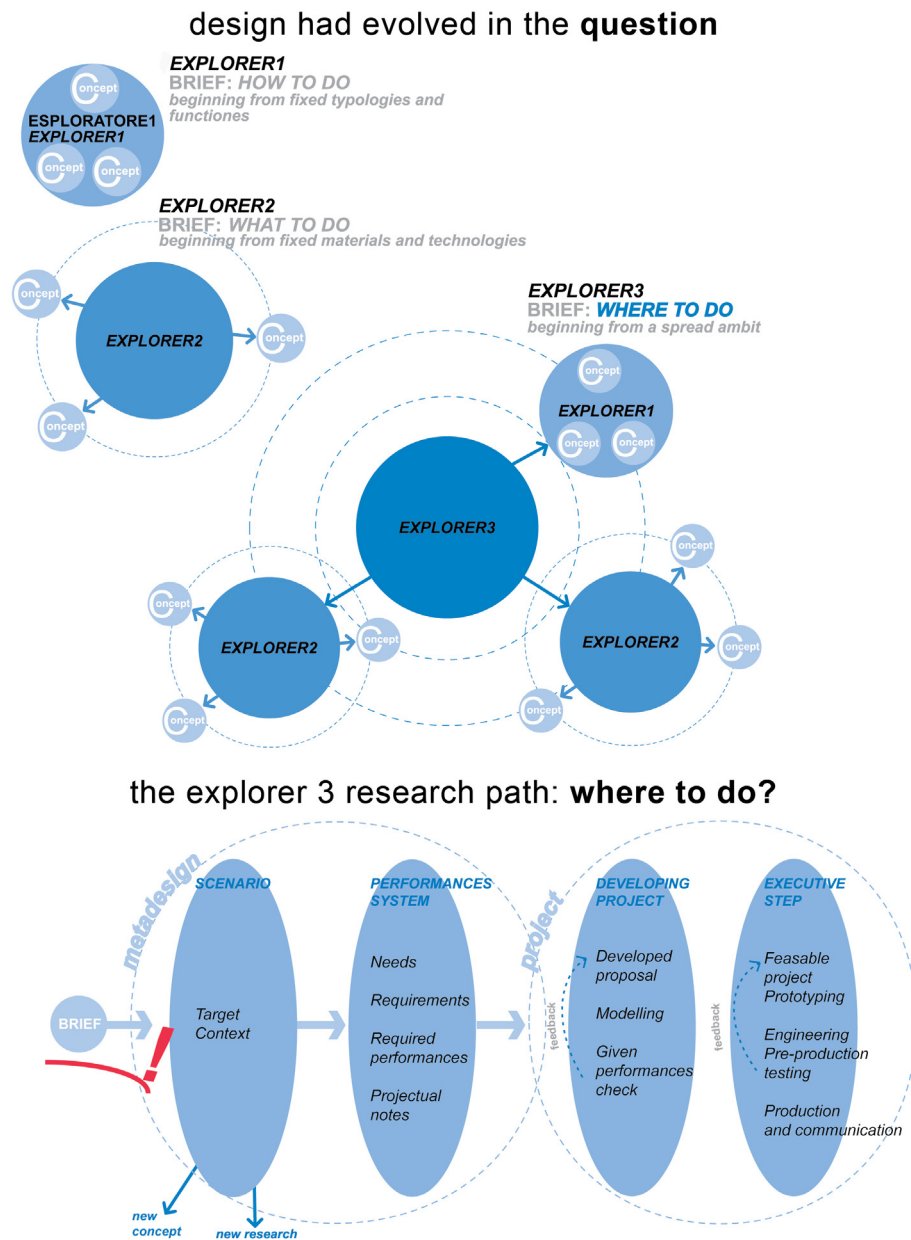 design had evolved in the question
EXPLORER1
BRIEF: HOW TO DO
beginning from fixed typologies and
functiones
Concept
ESPLORATORE1
EXPLORER1
Concept
Concept
EXPLORER2
BRIEF: WHAT TO DO
beginning from fixed materials and technologies
Concept
EXPLORER2
Concept
Concept
EXPLORER3
BRIEF: WHERE TO DO
beginning from a spread ambit
Concept
EXPLORER1
Concept
Concept
EXPLORER3
Concept
Concept
EXPLORER2
Concept
Concept
EXPLORER2
Concept
Concept
Concept
the explorer 3 research path: where to do?
metadesign
project
BRIEF
SCENARIO
Target
Context
new
concept
new research
PERFORMANCES
SYSTEM
Needs
Requirements
Required
performances
Projectual
notes
feedback
DEVELOPING
PROJECT
Developed
proposal
Modelling
Given
performances
check
feedback
EXECUTIVE
STEP
Feasable
project
Prototyping
Engineering
Pre-production
testing
Production
and communication